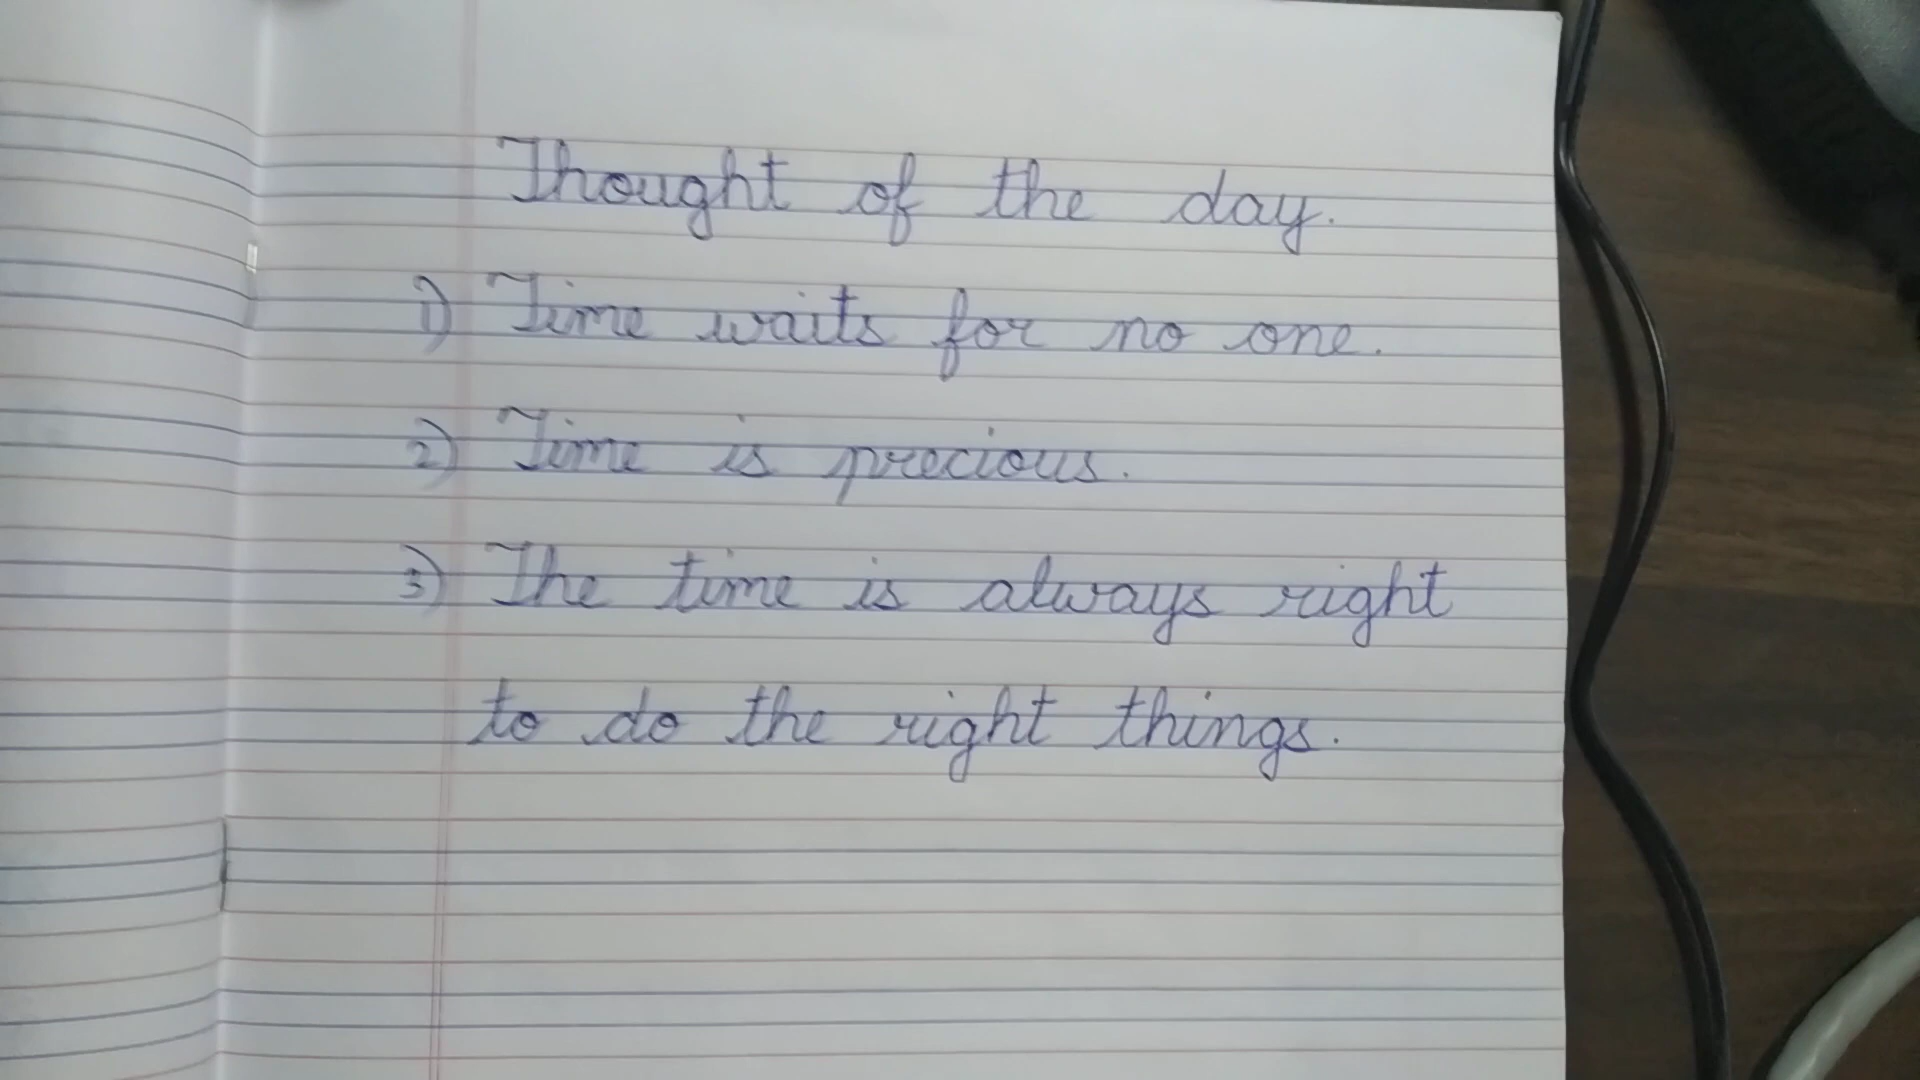 Thought of the day.
1) Time waits for no one.
2) Time is precious.
3) The time is always right
to do the right things.